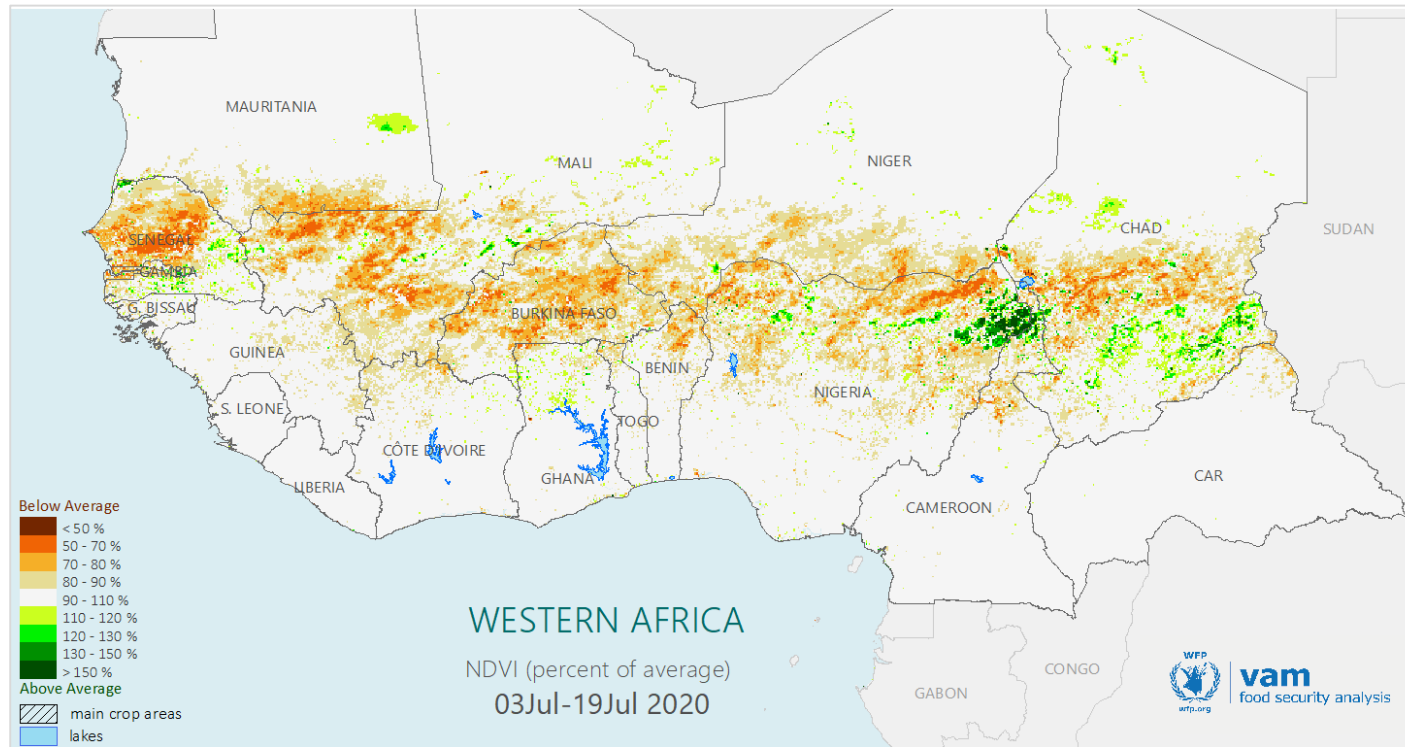 MAURITANIA
MALI
NIGER
CHAD
SUDAN
SENEGAL
GAMBIA
G. BISSAU
GUINEA
BURKINA FASO
BENIN
NIGERIA
S. LEONE
TOGO
CÔTE D'IVOIRE
GHANA
LIBERIA
CAMEROON
CAR
GABON
CONGO
Below Average
< 50 %
50 - 70 %
70 - 80 %
80 - 90 %
90 - 110 %
110 - 120 %
120 - 130 %
130 - 150 %
> 150 %
Above Average
main crop areas
lakes
WESTERN AFRICA
NDVI (percent of average)
03Jul-19Jul 2020
WFP
wfp.org
vam
food security analysis